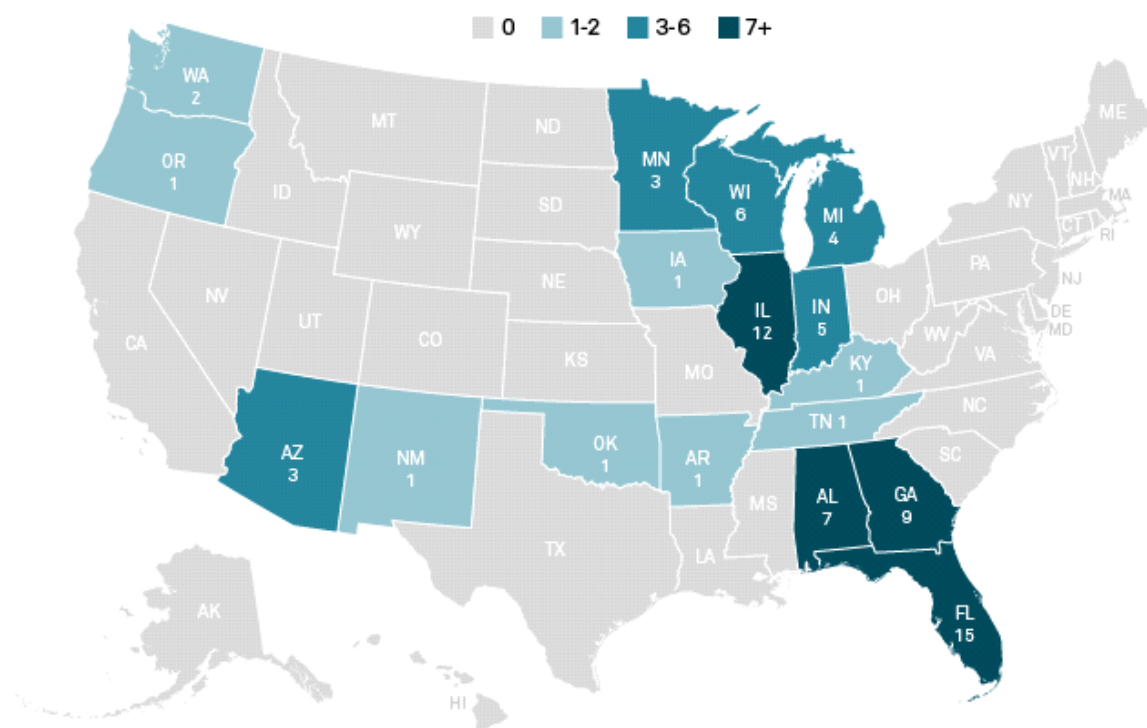 0 1-2 3-6 7+
WA
2
OR
1
MT
ID
WY
NV
UT
CO
CA
AZ
3
NM
1
ND
SD
NE
KS
OK
1
TX
MN
3
IA
1
MO
AR
1
LA
WI
6
IL
12
MI
4
IN
5
OH
KY
1
TN 1
MS
AL
7
GA
9
FL
15
SC
NC
VA
WV
PA
NY
VT
NH
ME
MA
CT
RI
NJ
DE
MD
AK
HI